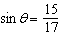 sin θ = 15/17